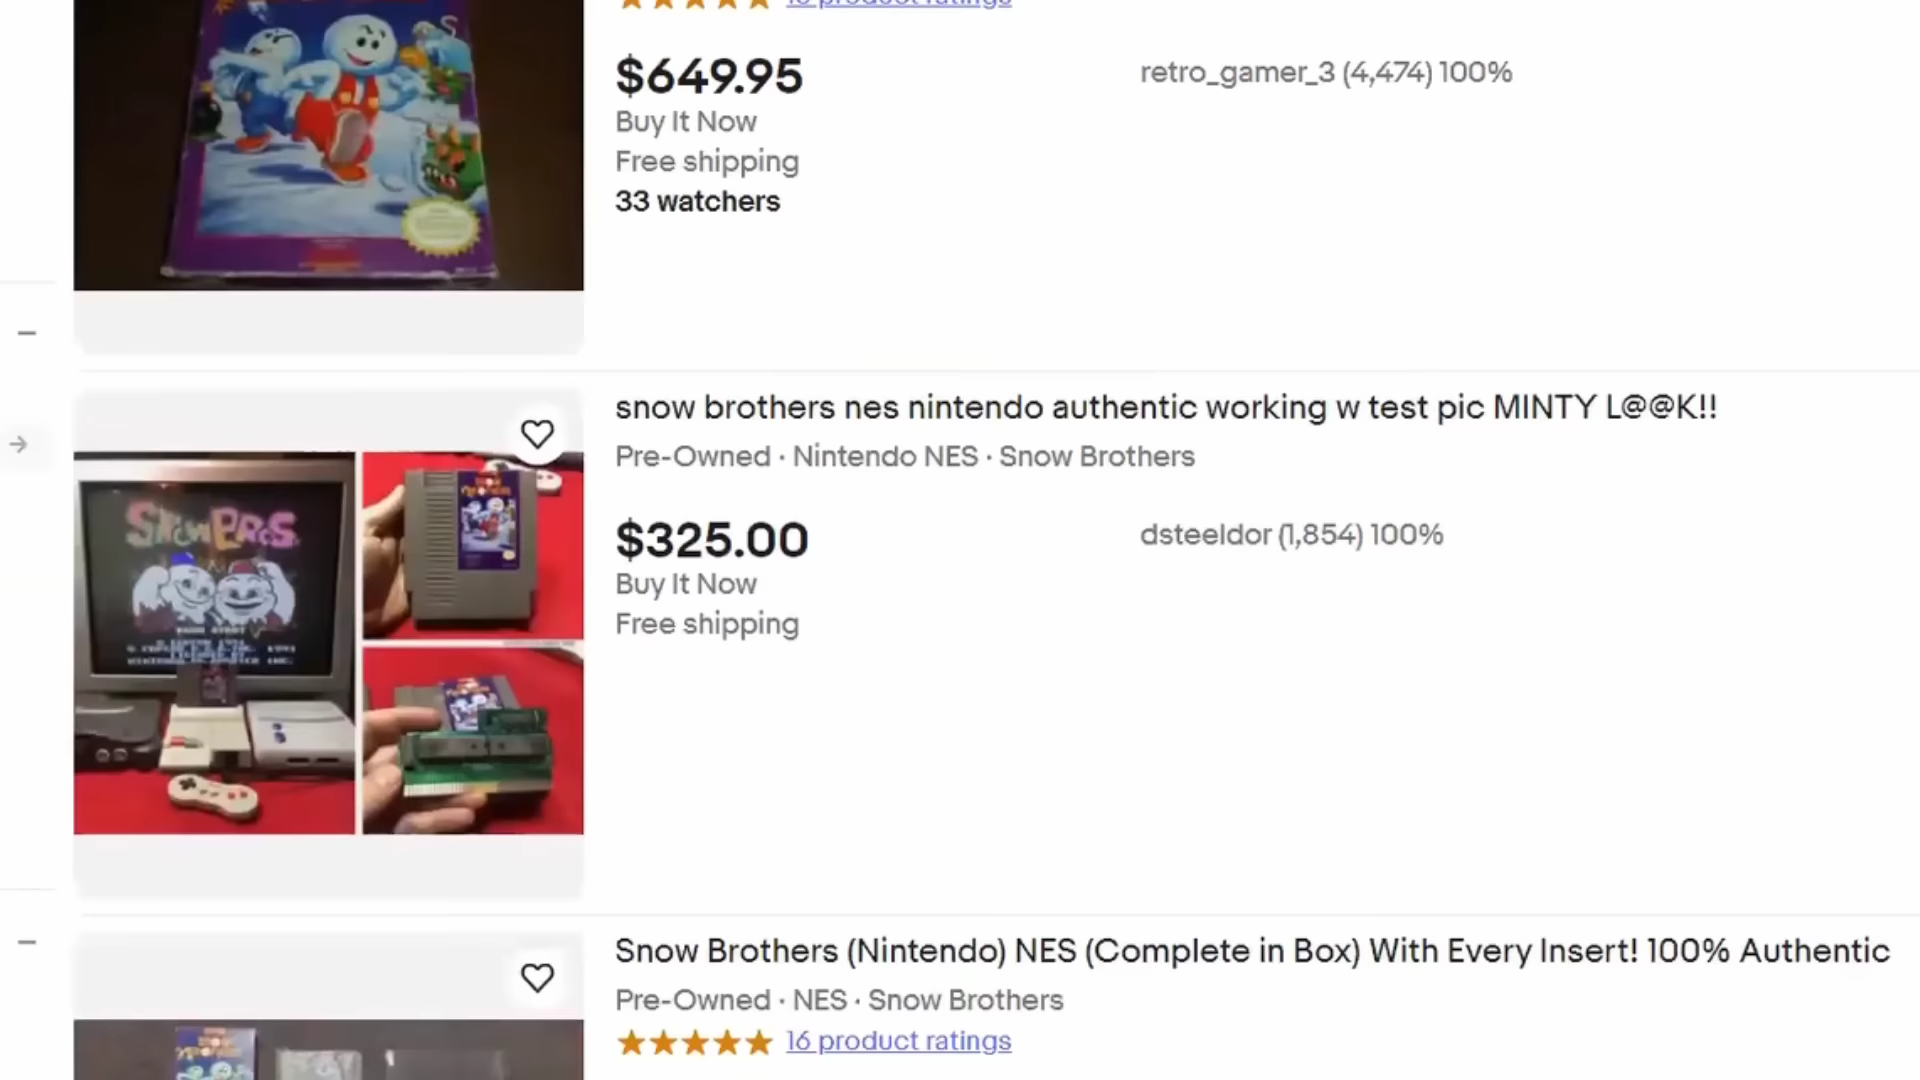 $649.95
retro_gamer_3 (4,474) 100%
Buy It Now
Free shipping
33 watchers
snow brothers nes nintendo authentic working w test pic MINTY L@@K!!
Pre-Owned · Nintendo NES · Snow Brothers
$325.00
dsteeldor (1,854) 100%
Buy It Now
Free shipping
SNOW BROS.
Snow Brothers (Nintendo) NES (Complete in Box) With Every Insert! 100% Authentic
Pre-Owned · NES · Snow Brothers
16 product ratings